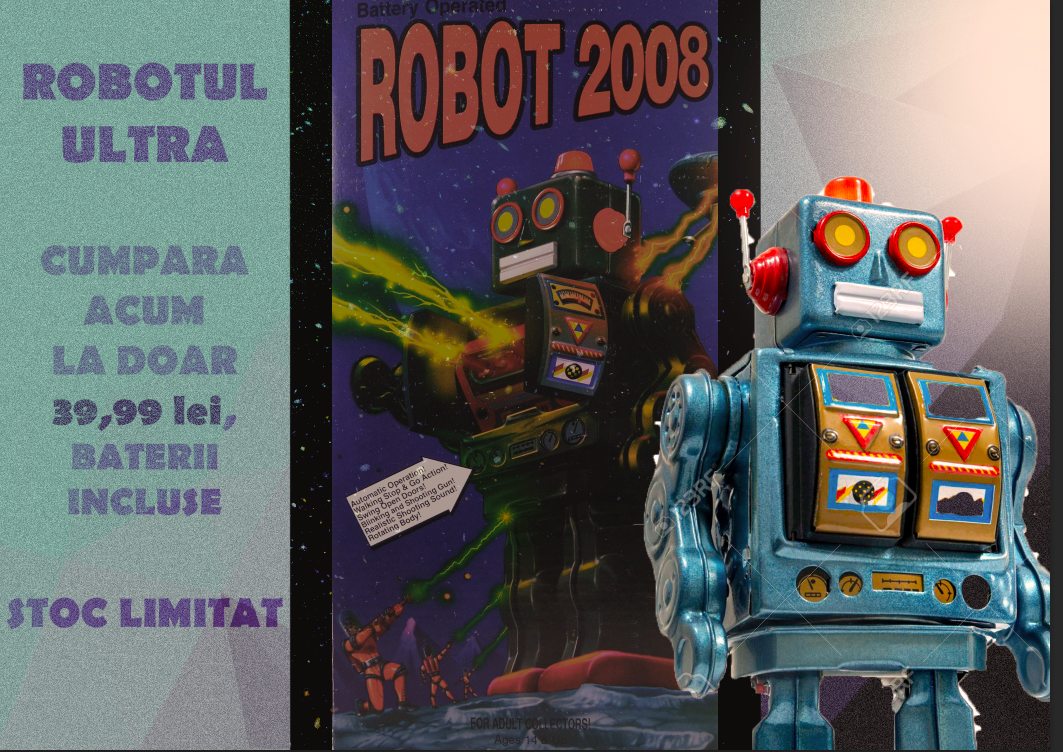 ROBOTUL
ULTRA
CUMPARA
ACUM
LA DOAR
39,99 lei,
BATERII
INCLUSE
STOC LIMITAT
Battery Operated
ROBOT 2008
Automatic Operation!
Walking Stop & Go Action!
Swing Open Doors!
Blinking and Shooting Gun!
Realistic Shooting Sound!
Rotating Body!
FOR ADULT COLLECTORS!
Ages 14